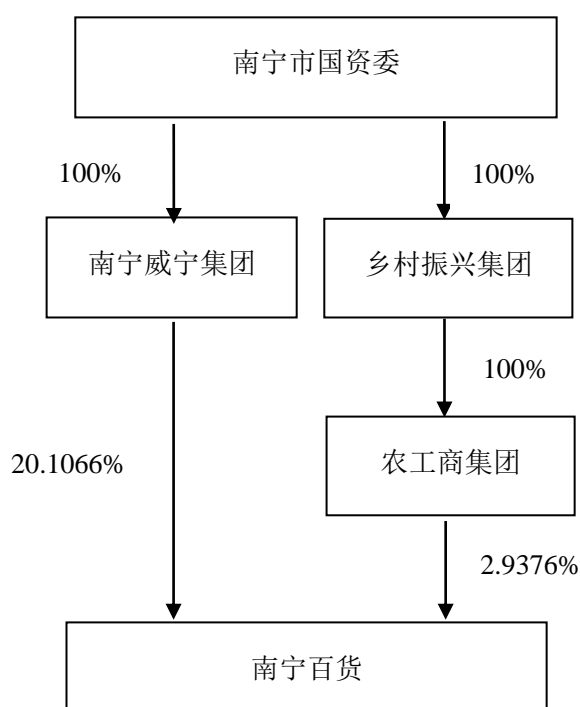 南宁市国资委
100%
100%
南宁威宁集团
乡村振兴集团
100%
20.1066%
农工商集团
2.9376%
南宁百货